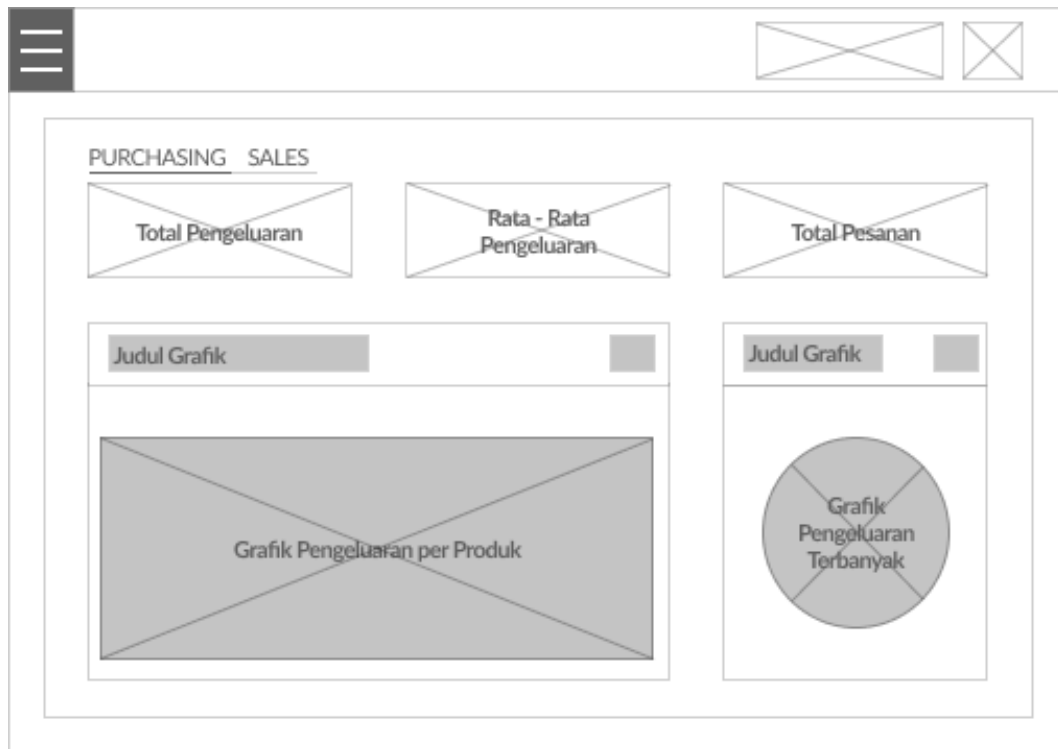 PURCHASING SALES
Total Pengeluaran
Rata - Rata
Pengeluaran
Total Pesanan
Judul Grafik
Judul Grafik
Grafik Pengeluaran per Produk
Grafik
Pengeluaran
Terbanyak